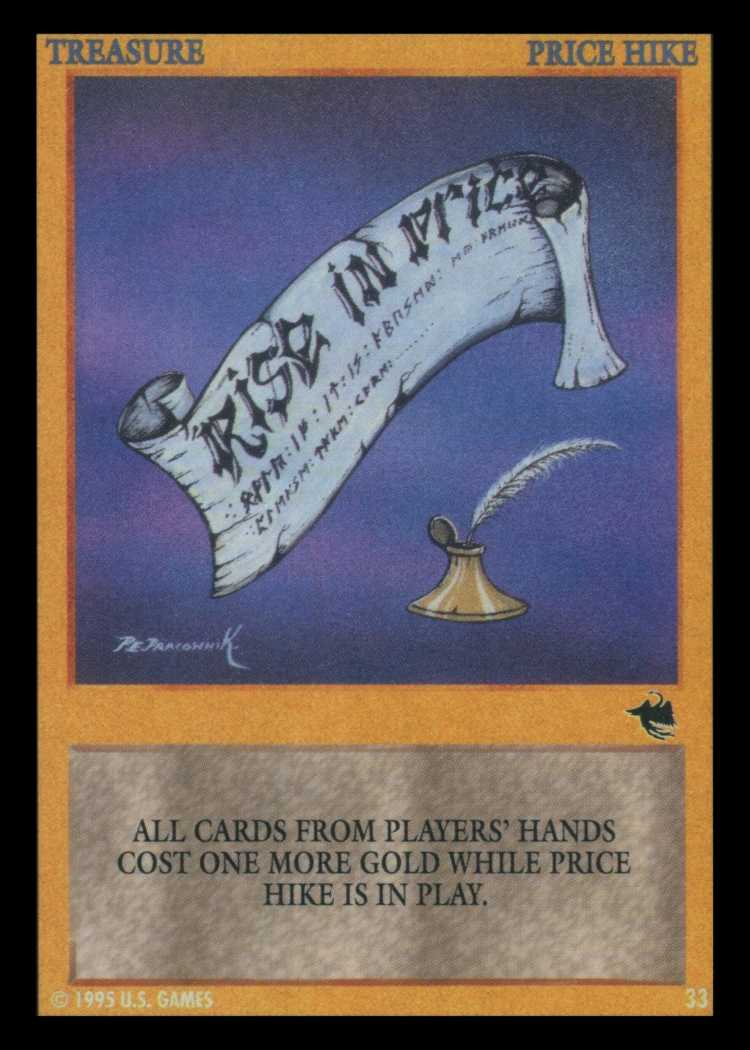 TREASURE
PRICE HIKE
RISE IN PRICE
P.E. PRACOWNIK
ALL CARDS FROM PLAYERS’ HANDS
COST ONE MORE GOLD WHILE PRICE
HIKE IS IN PLAY.
© 1995 U.S. GAMES
33